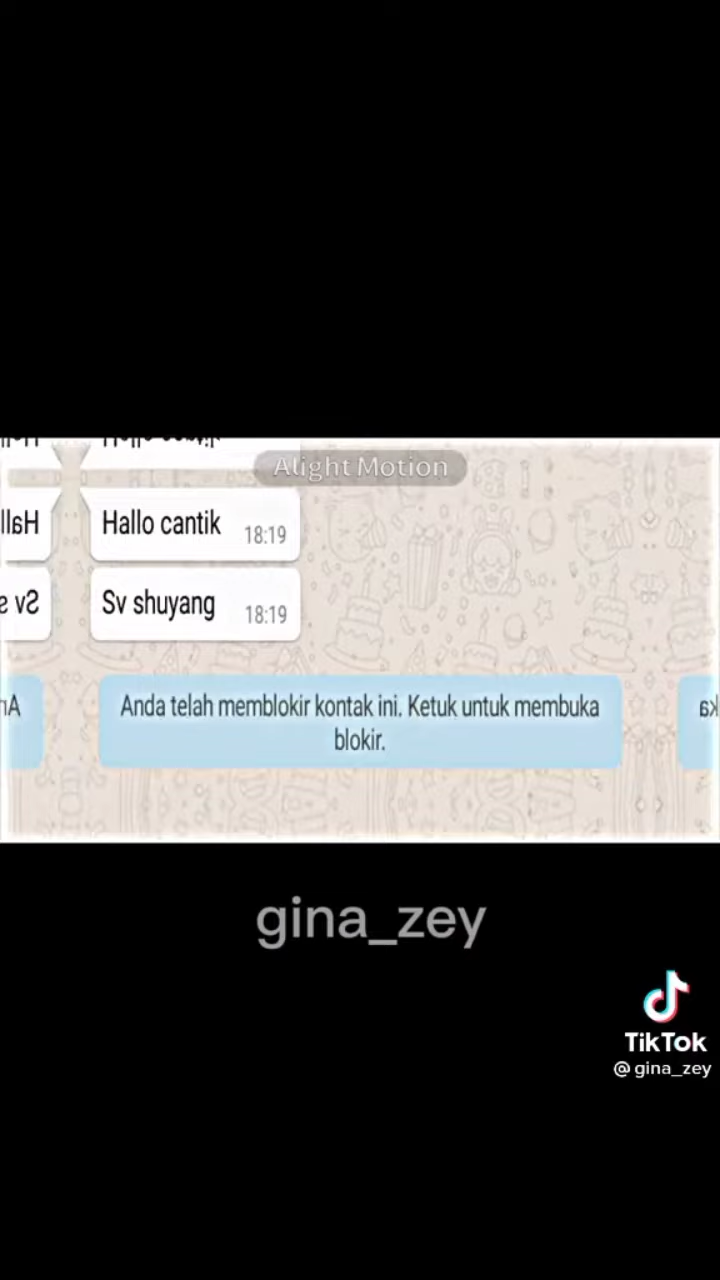 Alight Motion
Hallo cantik 18:19
Sv shuyang 18:19
Anda telah memblokir kontak ini. Ketuk untuk membuka
blokir.
gina_zey
TikTok
@gina_zey